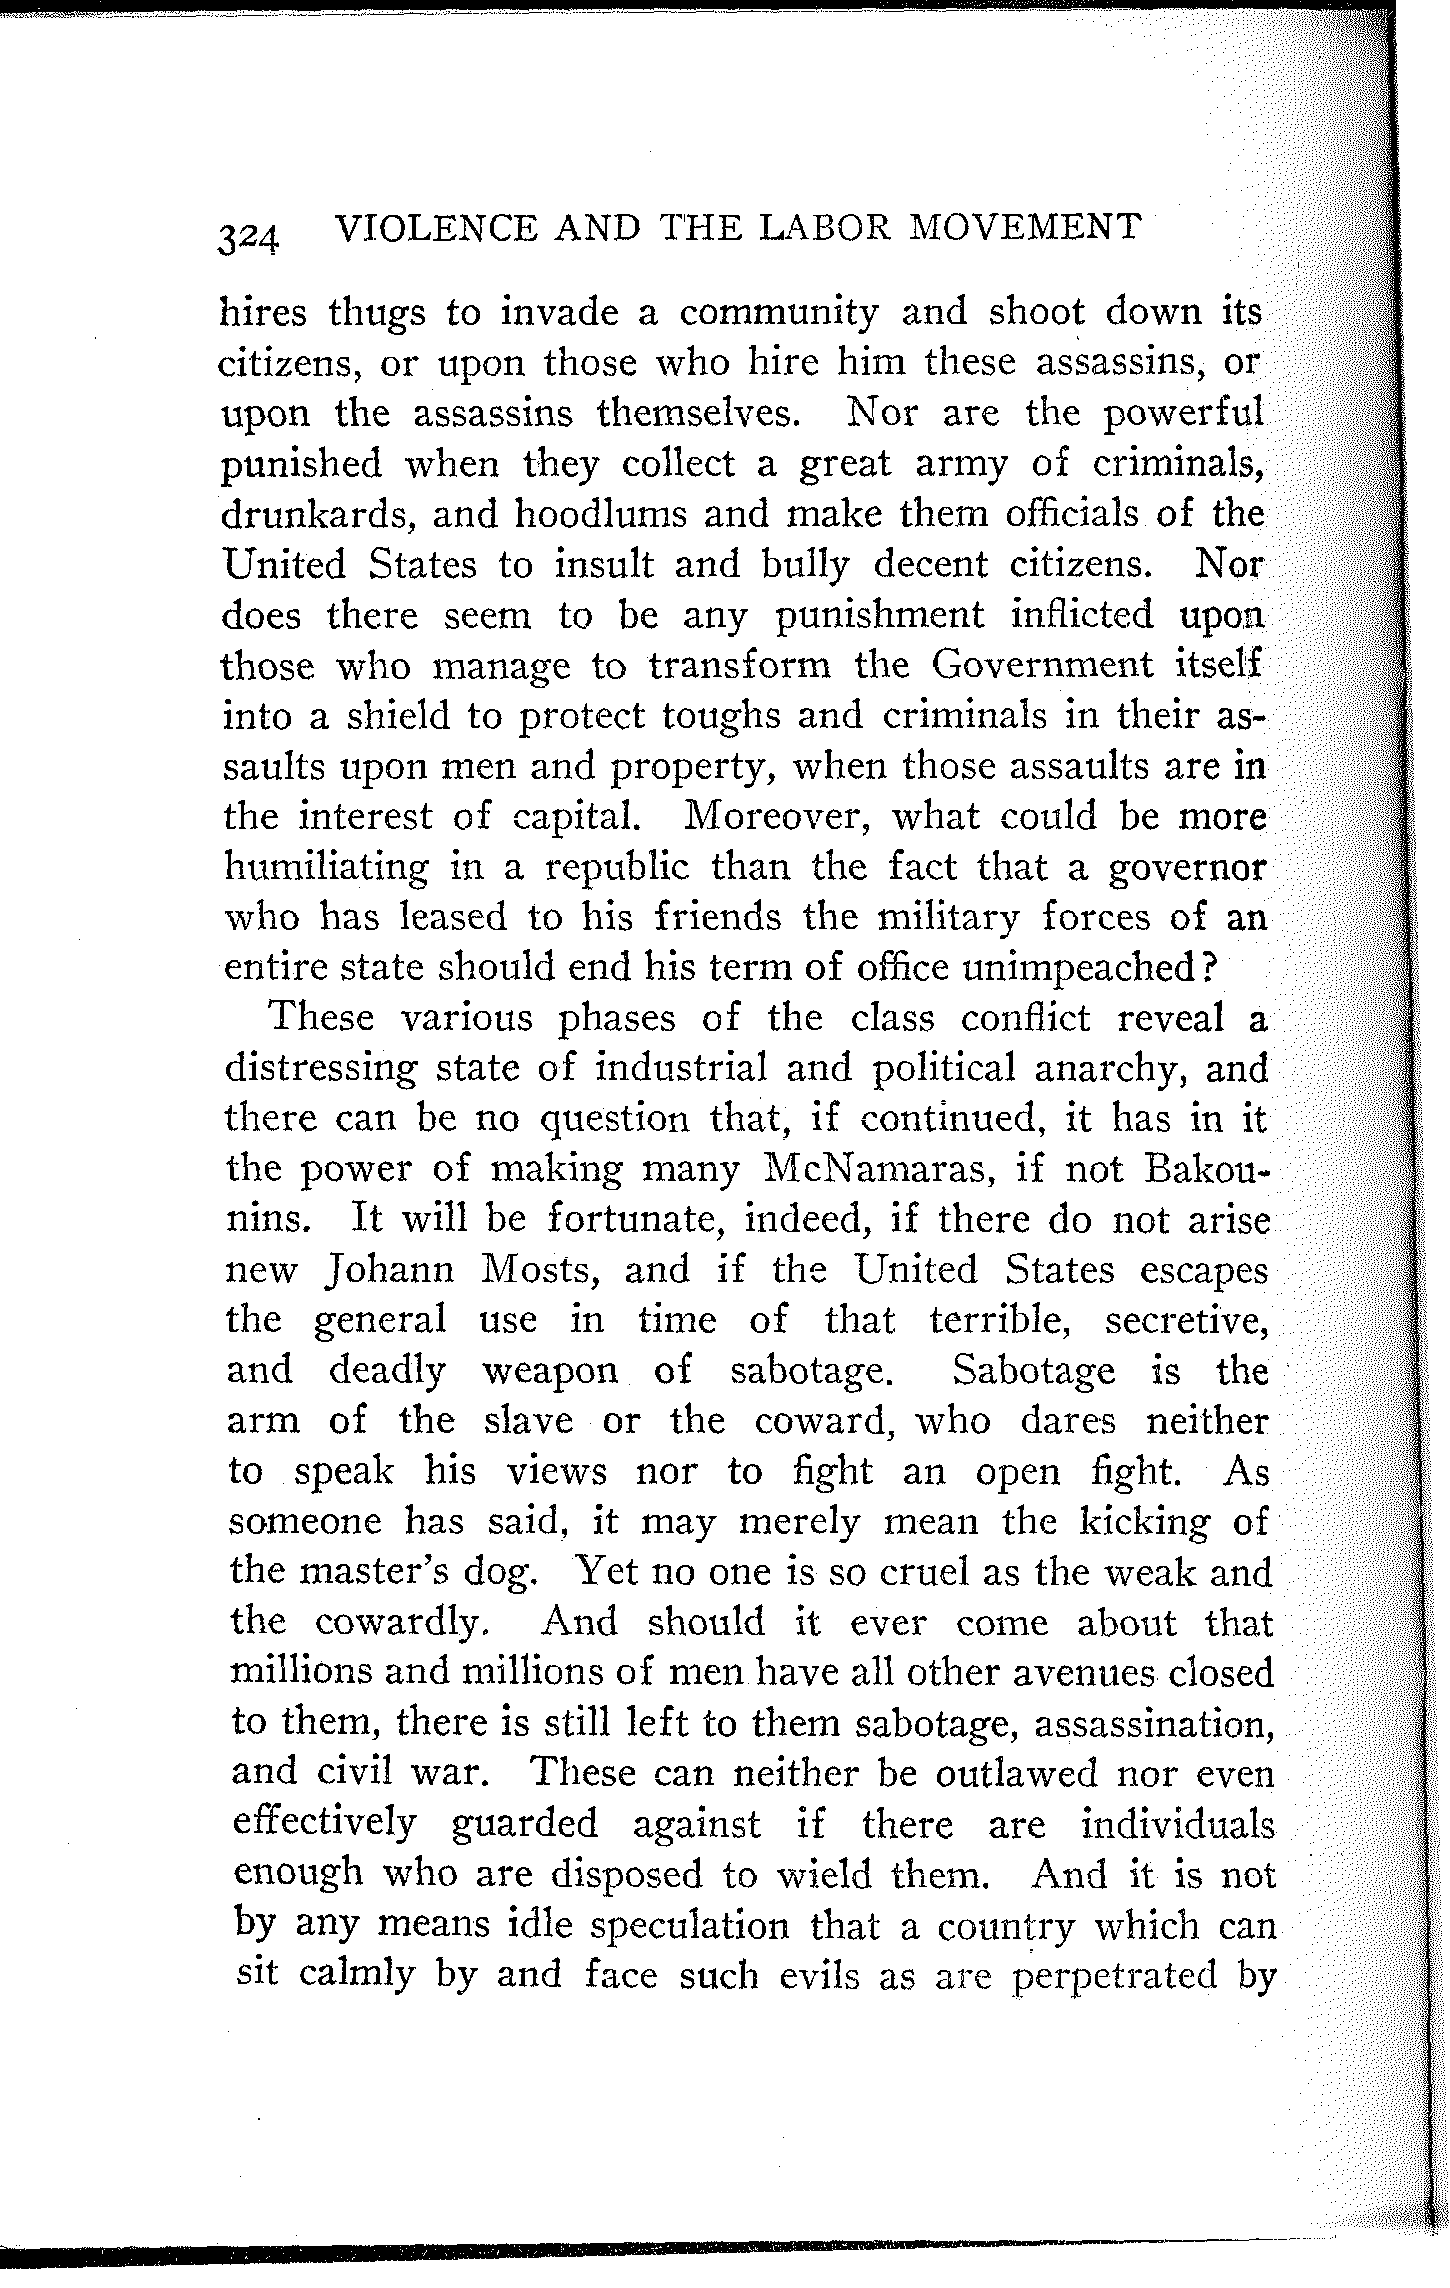 324 VIOLENCE AND THE LABOR MOVEMENT
hires thugs to invade a community and shoot down its
citizens, or upon those who hire him these assassins, or
upon the assassins themselves. Nor are the powerful
punished when they collect a great army of criminals,
drunkards, and hoodlums and make them officials of the
United States to insult and bully decent citizens. Nor
does there seem to be any punishment inflicted upon
those who manage to transform the Government itself
into a shield to protect toughs and criminals in their as-
saults upon men and property, when those assaults are in
the interest of capital. Moreover, what could be more
humiliating in a republic than the fact that a governor
who has leased to his friends the military forces of an
entire state should end his term of office unimpeached?
These various phases of the class conflict reveal a
distressing state of industrial and political anarchy, and
there can be no question that, if continued, it has in it
the power of making many McNamaras, if not Bakou-
nins. It will be fortunate, indeed, if there do not arise
new Johann Mosts, and if the United States escapes
the general use in time of that terrible, secretive,
and deadly weapon of sabotage. Sabotage is the
arm of the slave or the coward, who dares neither
to speak his views nor to fight an open fight. As
someone has said, it may merely mean the kicking of
the master's dog. Yet no one is so cruel as the weak and
the cowardly. And should it ever come about that
millions and millions of men have all other avenues closed
to them, there is still left to them sabotage, assassination,
and civil war. These can neither be outlawed nor even
effectively guarded against if there are individuals
enough who are disposed to wield them. And it is not
by any means idle speculation that a country which can
sit calmly by and face such evils as are perpetrated by